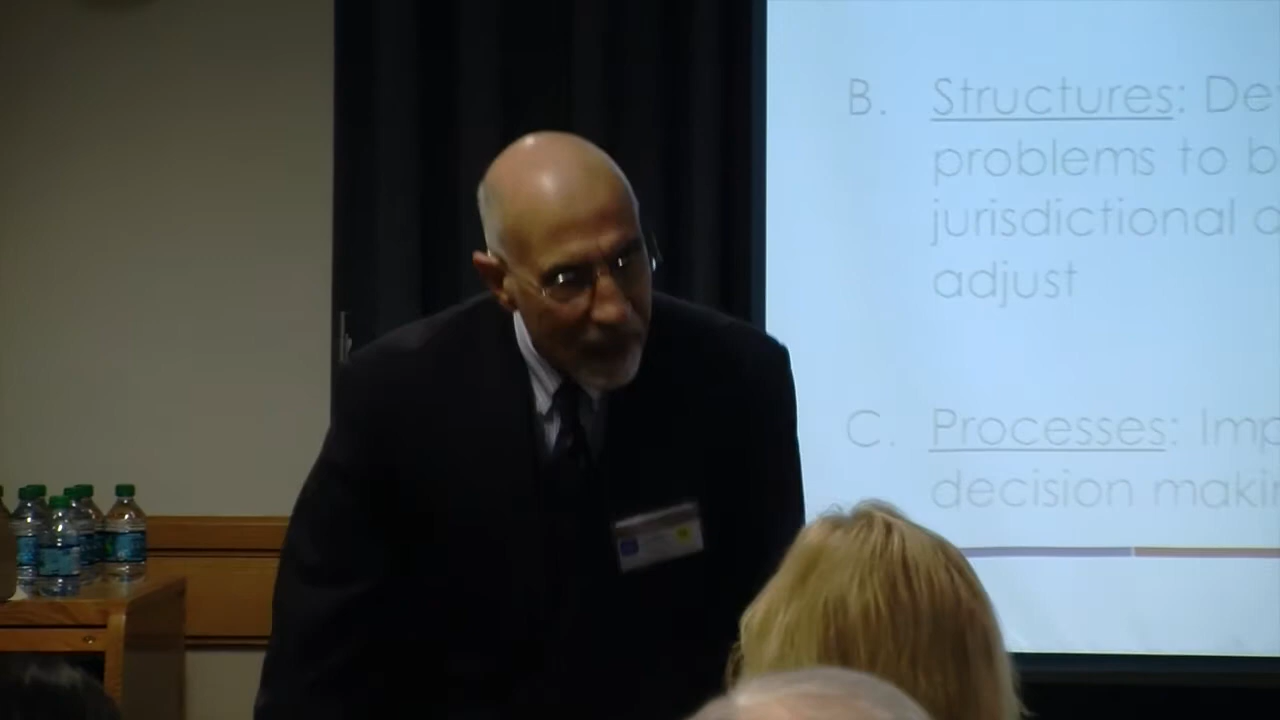 B. Structures: De
problems to b
jurisdictional
adjust
C. Processes: Imp
decision makin